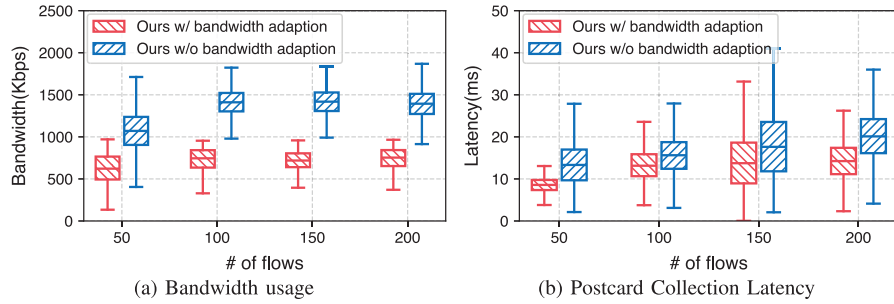 Ours w/ bandwidth adaption
Ours w/o bandwidth adaption
Bandwidth(Kbps)
2500
2000
1500
1000
500
0
50 100 150 200
# of flows
(a) Bandwidth usage
Ours w/ bandwidth adaption
Ours w/o bandwidth adaption
Latency(ms)
50
40
30
20
10
0
50 100 150 200
# of flows
(b) Postcard Collection Latency